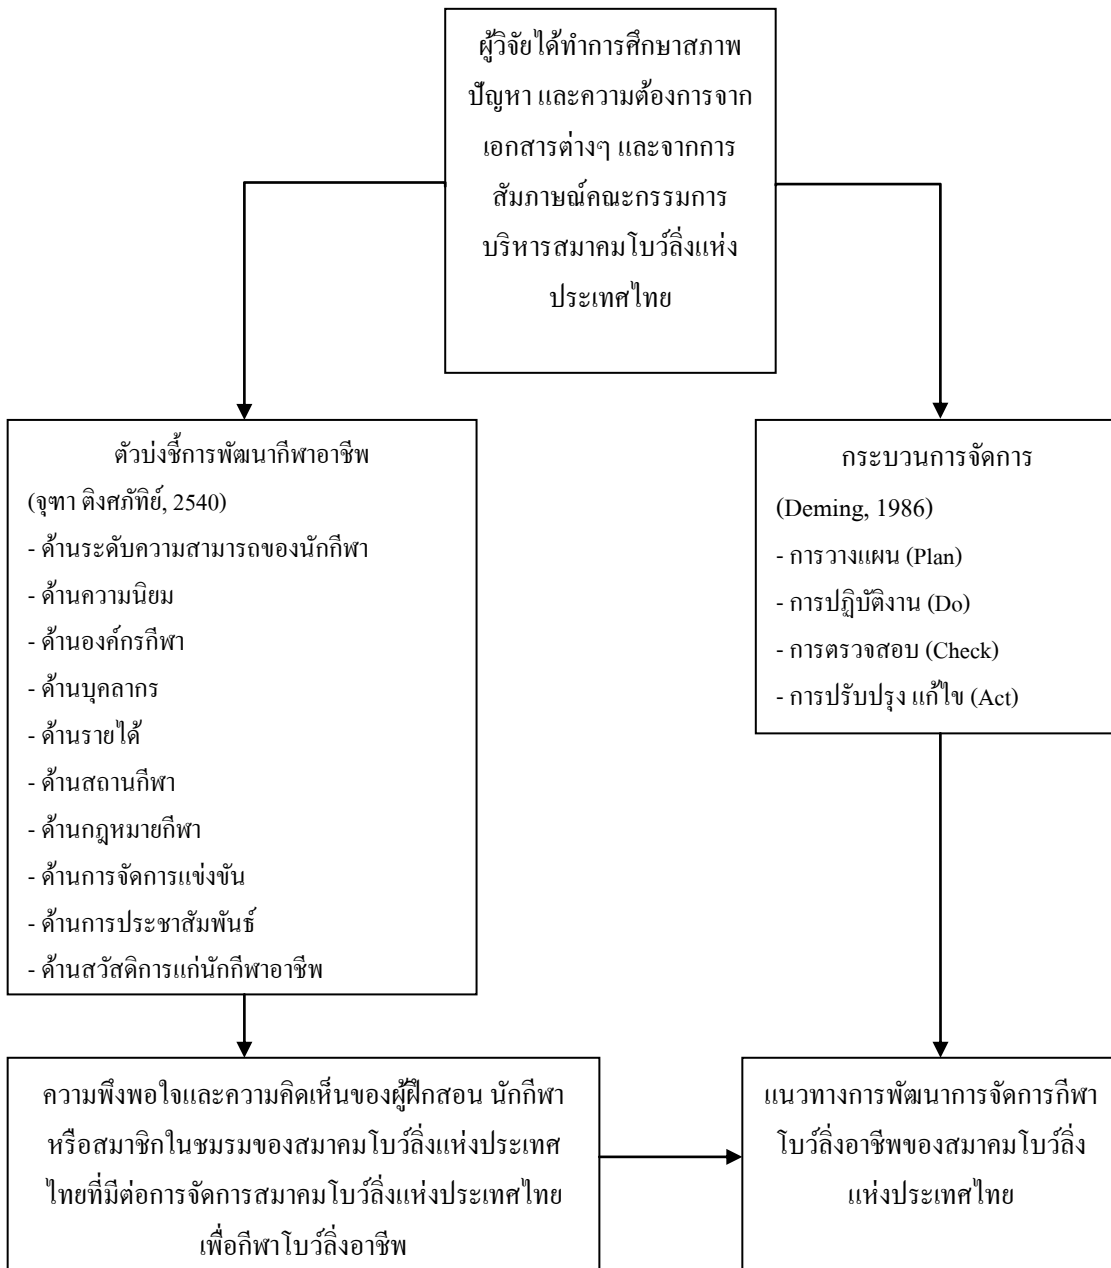 ผู้วิจัยได้ทำการศึกษาสภาพ
ปัญหา และความต้องการจาก
เอกสารต่างๆ และจากการ
สัมภาษณ์คณะกรรมการ
บริหารสมาคมโบว์ลิ่งแห่ง
ประเทศไทย
ตัวบ่งชี้การพัฒนากีฬาอาชีพ
(จุฑา ติงศภัทิย์, 2540)
- ด้านระดับความสามารถของนักกีฬา
- ด้านความนิยม
- ด้านองค์กรกีฬา
- ด้านบุคลากร
- ด้านรายได้
- ด้านสถานกีฬา
- ด้านกฎหมายกีฬา
- ด้านการจัดการแข่งขัน
- ด้านการประชาสัมพันธ์
- ด้านสวัสดิการแก่นักกีฬาอาชีพ
กระบวนการจัดการ
(Deming, 1986)
- การวางแผน (Plan)
- การปฏิบัติงาน (Do)
- การตรวจสอบ (Check)
- การปรับปรุง แก้ไข (Act)
ความพึงพอใจและความคิดเห็นของผู้ฝึกสอน นักกีฬา
หรือสมาชิกในชมรมของสมาคมโบว์ลิ่งแห่งประเทศ
ไทยที่มีต่อการจัดการสมาคมโบว์ลิ่งแห่งประเทศไทย
เพื่อกีฬาโบว์ลิ่งอาชีพ
แนวทางการพัฒนาการจัดการกีฬา
โบว์ลิ่งอาชีพของสมาคมโบว์ลิ่ง
แห่งประเทศไทย